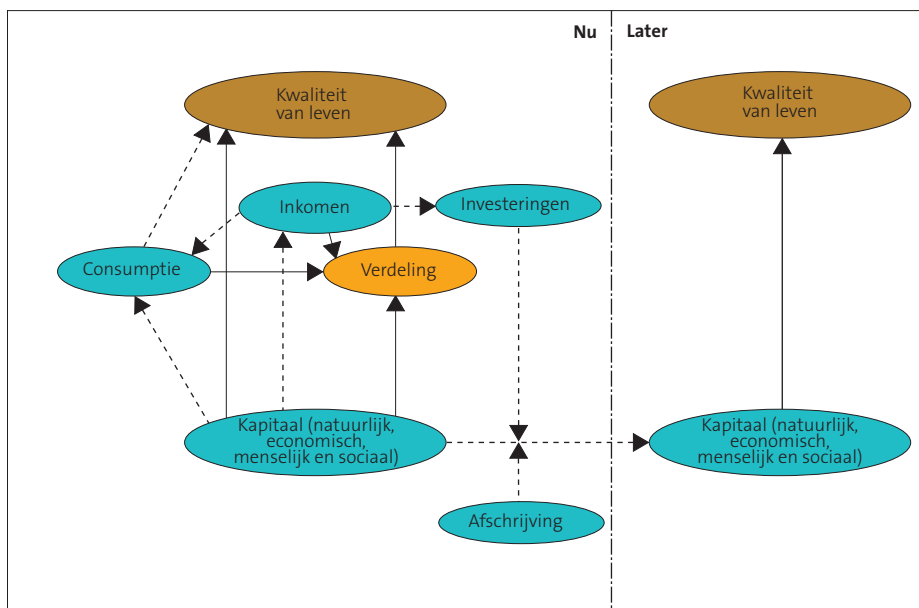 Nu
Later
Kwaliteit
van leven
Kwaliteit
van leven
Inkomen
Investeringen
Consumptie
Verdeling
Kapitaal (natuurlijk,
economisch,
menselijk en sociaal)
Kapitaal (natuurlijk,
economisch,
menselijk en sociaal)
Afschrijving